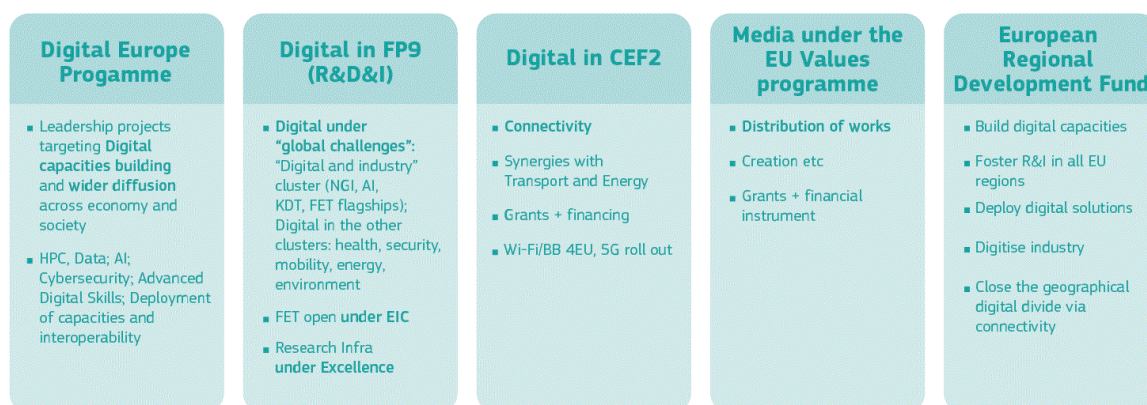 Digital Europe
Progamme
▪ Leadership projects
targeting Digital
capacities building
and wider diffusion
across economy and
society
▪ HPC, Data; AI;
Cybersecurity; Advanced
Digital Skills; Deployment
of capacities and
interoperability
Digital in FP9
(R&D&I)
▪ Digital under
“global challenges”:
“Digital and industry”
cluster (NGI, AI,
KDT, FET flagships);
Digital in the other
clusters: health, security,
mobility, energy,
environment
▪ FET open under EIC
▪ Research Infra
under Excellence
Digital in CEF2
▪ Connectivity
▪ Synergies with
Transport and Energy
▪ Grants + financing
▪ Wi-Fi/BB 4EU, 5G roll out
Media under the
EU Values
programme
▪ Distribution of works
▪ Creation etc
▪ Grants + financial
instrument
European
Regional
Development Fund
▪ Build digital capacities
▪ Foster R&I in all EU
regions
▪ Deploy digital solutions
▪ Digitise industry
▪ Close the geographical
digital divide via
connectivity